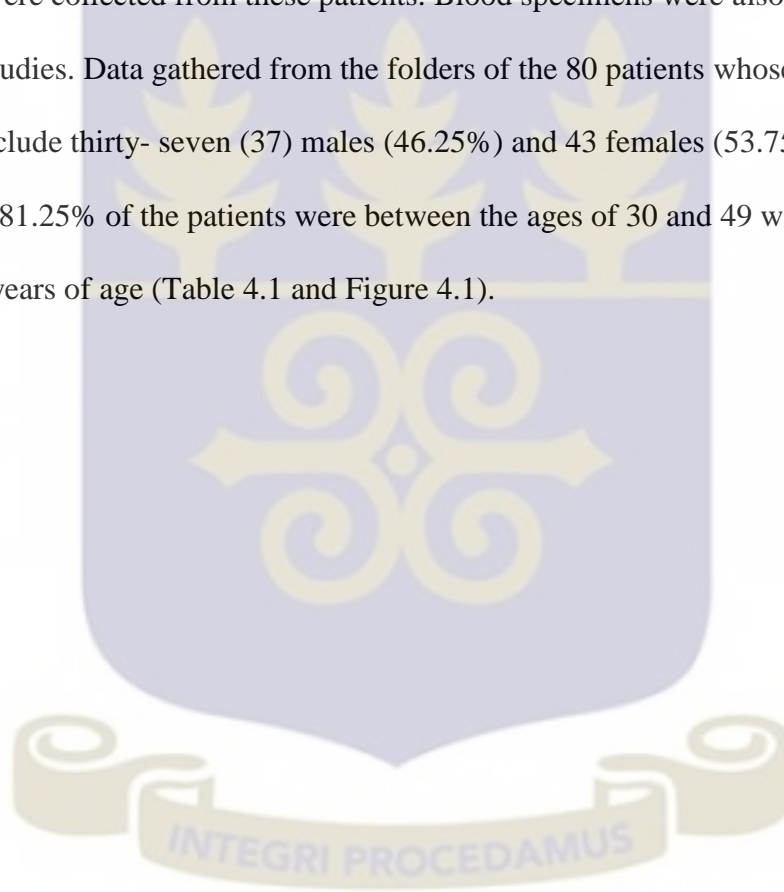 ere collected from these patients. Blood specimens were also
udies. Data gathered from the folders of the 80 patients whose
clude thirty- seven (37) males (46.25%) and 43 females (53.75
81.25% of the patients were between the ages of 30 and 49 w
years of age (Table 4.1 and Figure 4.1).
INTEGRI PROCEDAMUS